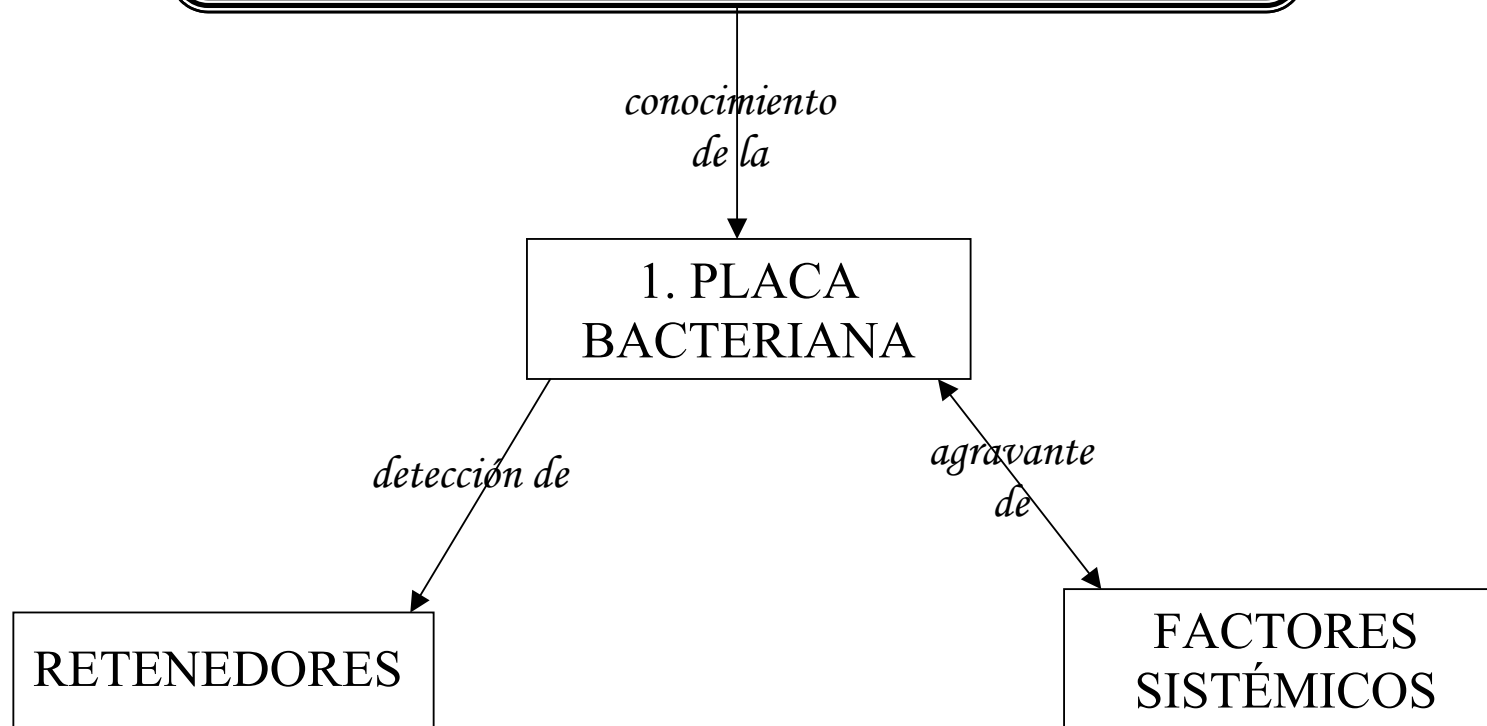 conocimiento
de la
1. PLACA
BACTERIANA
detección de
agravante
de
RETENEDORES
FACTORES
SISTÉMICOS